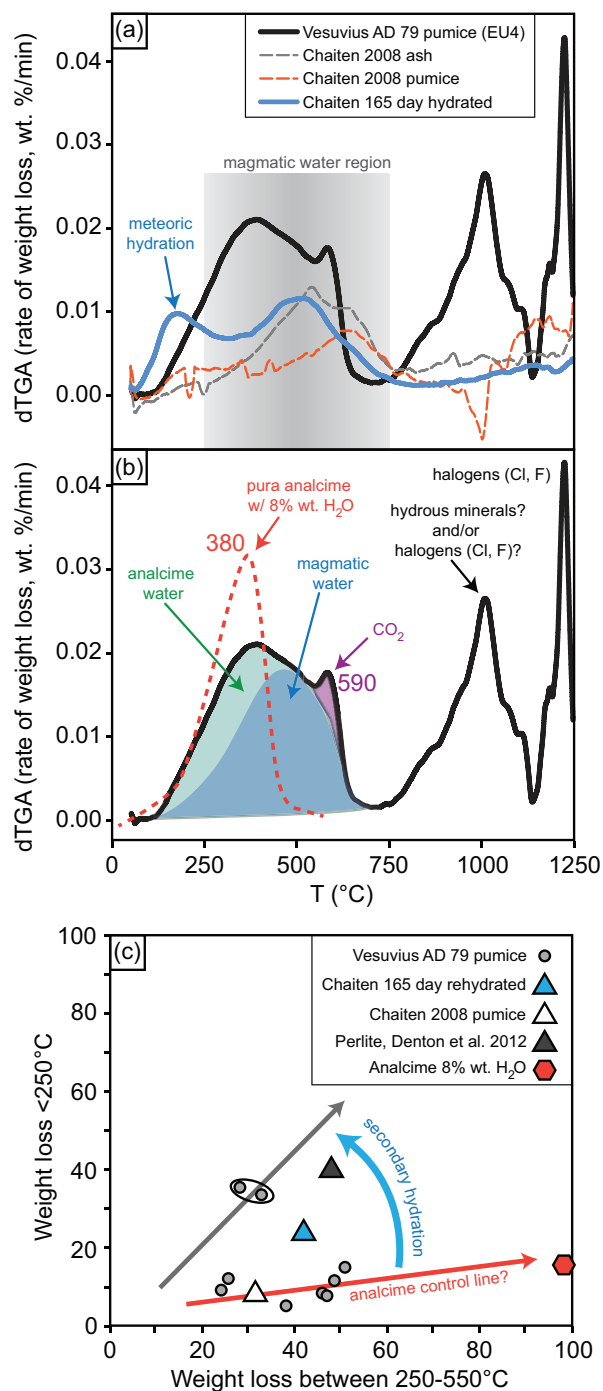 (a)
Vesuvius AD 79 pumice (EU4)
Chaiten 2008 ash
Chaiten 2008 pumice
Chaiten 165 day hydrated
magmatic water region
meteoric
hydration
0.04
0.03
0.02
0.01
0.00
dTGA (rate of weight loss, wt. %/min)
(b)
halogens (Cl, F)
pura analcime
w/ 8% wt. H2O
hydrous minerals?
and/or
halogens (Cl, F)?
380
analcime
water
magmatic
water
CO2
590
0.04
0.03
0.02
0.01
0.00
dTGA (rate of weight loss, wt. %/min)
0
250
500
750
1000
1250
T (°C)
(c)
Vesuvius AD 79 pumice
Chaiten 165 day rehydrated
Chaiten 2008 pumice
Perlite, Denton et al. 2012
Analcime 8% wt. H2O
secondary hydration
analcime control line?
100
80
60
40
20
0
Weight loss <250°C
0
20
40
60
80
100
Weight loss between 250-550°C